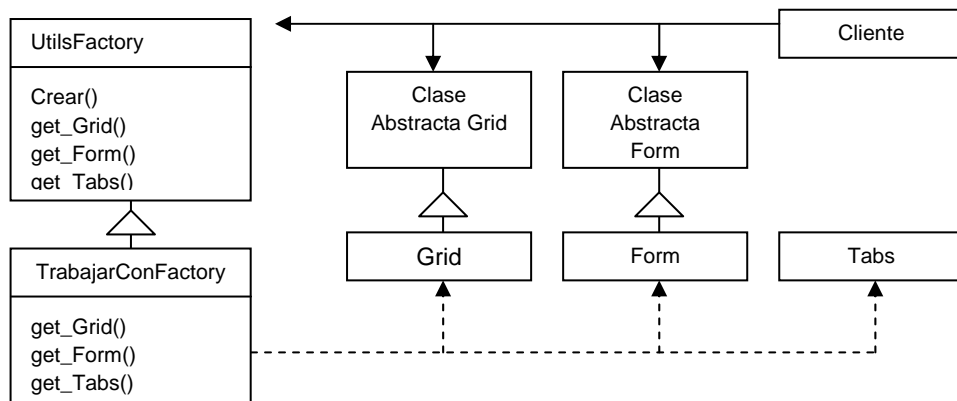 UtilsFactory
Crear()
get_Grid()
get_Form()
get_Tabs()
Cliente
Clase
Abstracta Grid
Clase
Abstracta
Form
TrabajarConFactory
get_Grid()
get_Form()
get_Tabs()
Grid
Form
Tabs